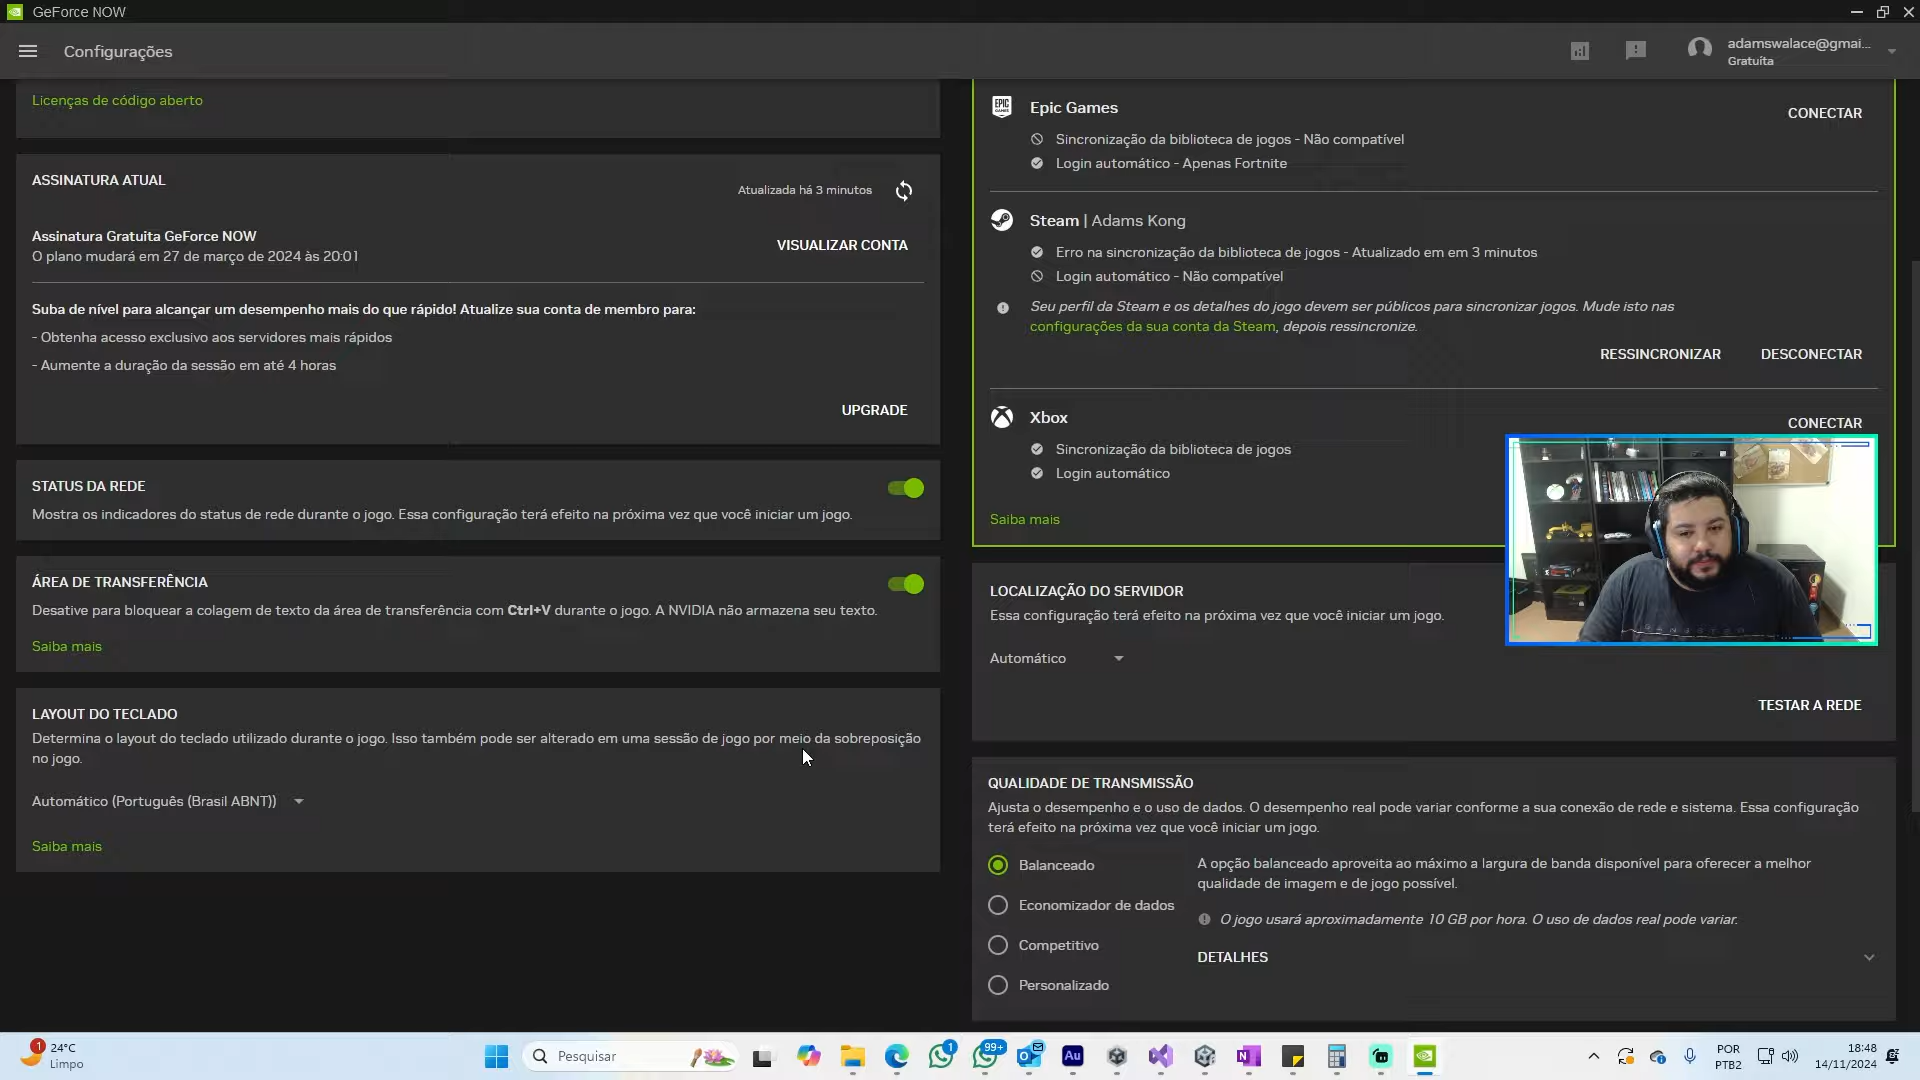 GeForce NOW
Configurações
adamswalace@gmai...
Gratuíta
Licenças de código aberto
ASSINATURA ATUAL
Atualizada há 3 minutos
Assinatura Gratuita GeForce NOW
O plano mudará em 27 de março de 2024 às 20:01
VISUALIZAR CONTA
Suba de nível para alcançar um desempenho mais do que rápido! Atualize sua conta de membro para:
- Obtenha acesso exclusivo aos servidores mais rápidos
- Aumente a duração da sessão em até 4 horas
UPGRADE
STATUS DA REDE
Mostra os indicadores do status de rede durante o jogo. Essa configuração terá efeito na próxima vez que você iniciar um jogo.
ÁREA DE TRANSFERÊNCIA
Desative para bloquear a colagem de texto da área de transferência com Ctrl+V durante o jogo. A NVIDIA não armazena seu texto.
Saiba mais
LAYOUT DO TECLADO
Determina o layout do teclado utilizado durante o jogo. Isso também pode ser alterado em uma sessão de jogo por meio da sobreposição
no jogo.
Automático (Português (Brasil ABNT))
Saiba mais
EPIC GAMES
Epic Games
CONECTAR
Sincronização da biblioteca de jogos - Não compatível
Login automático - Apenas Fortnite
Steam | Adams Kong
Erro na sincronização da biblioteca de jogos - Atualizado em em 3 minutos
Login automático - Não compatível
Seu perfil da Steam e os detalhes do jogo devem ser públicos para sincronizar jogos. Mude isto nas
configurações da sua conta da Steam, depois ressincronize.
RESSINCRONIZAR
DESCONECTAR
Xbox
CONECTAR
Sincronização da biblioteca de jogos
Login automático
Saiba mais
LOCALIZAÇÃO DO SERVIDOR
Essa configuração terá efeito na próxima vez que você iniciar um jogo.
Automático
TESTAR A REDE
QUALIDADE DE TRANSMISSÃO
Ajusta o desempenho e o uso de dados. O desempenho real pode variar conforme a sua conexão de rede e sistema. Essa configuração
terá efeito na próxima vez que você iniciar um jogo.
Balanceado
Economizador de dados
Competitivo
Personalizado
A opção balanceado aproveita ao máximo a largura de banda disponível para oferecer a melhor
qualidade de imagem e de jogo possível.
O jogo usará aproximadamente 10 GB por hora. O uso de dados real pode variar.
DETALHES
1
24°C
Limpo
Pesquisar
1
99+
Au
N
POR
PTB2
18:48
14/11/2024